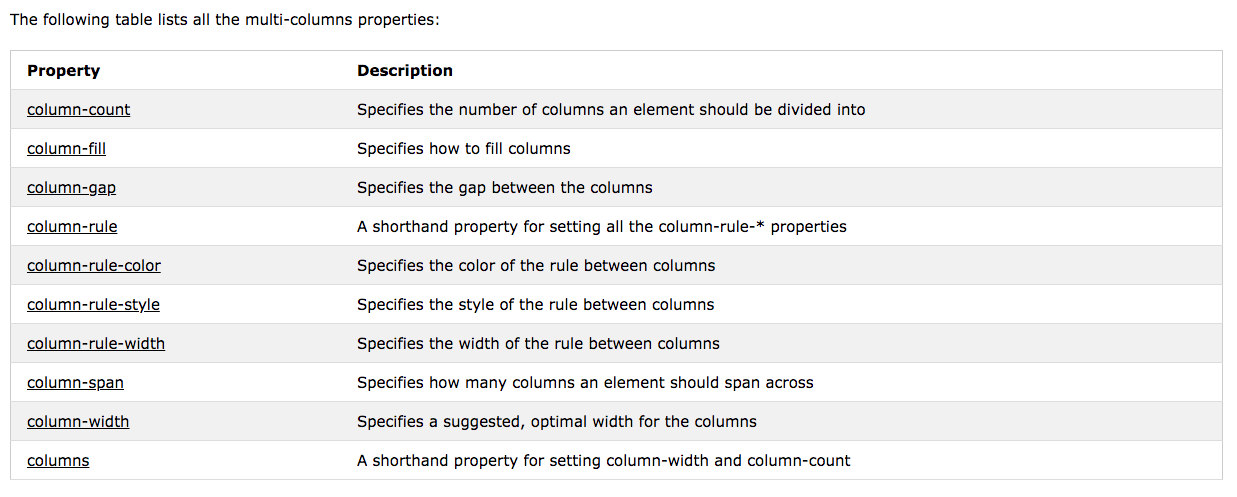 The following table lists all the multi-columns properties:
Property Description
column-count Specifies the number of columns an element should be divided into
column-fill Specifies how to fill columns
column-gap Specifies the gap between the columns
column-rule A shorthand property for setting all the column-rule-* properties
column-rule-color Specifies the color of the rule between columns
column-rule-style Specifies the style of the rule between columns
column-rule-width Specifies the width of the rule between columns
column-span Specifies how many columns an element should span across
column-width Specifies a suggested, optimal width for the columns
columns A shorthand property for setting column-width and column-count